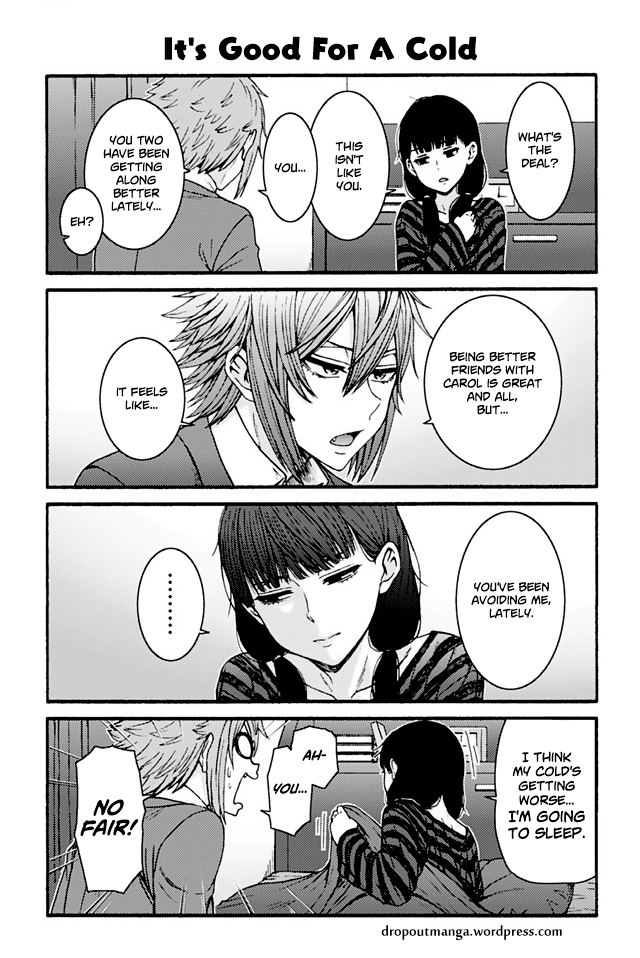 It's Good For A Cold
WHAT'S
THE
DEAL?
THIS
ISN'T
LIKE
YOU.
YOU...
YOU TWO
HAVE BEEN
GETTING
ALONG
BETTER
LATELY...
EH?
BEING BETTER
FRIENDS WITH
CAROL IS GREAT
AND ALL,
BUT...
IT FEELS
LIKE...
YOU'VE BEEN
AVOIDING ME,
LATELY.
..........
I THINK
MY COLD'S
GETTING
WORSE...
I'M GOING
TO SLEEP.
AH-
YOU...
NO
FAIR!
dropoutmanga.wordpress.com